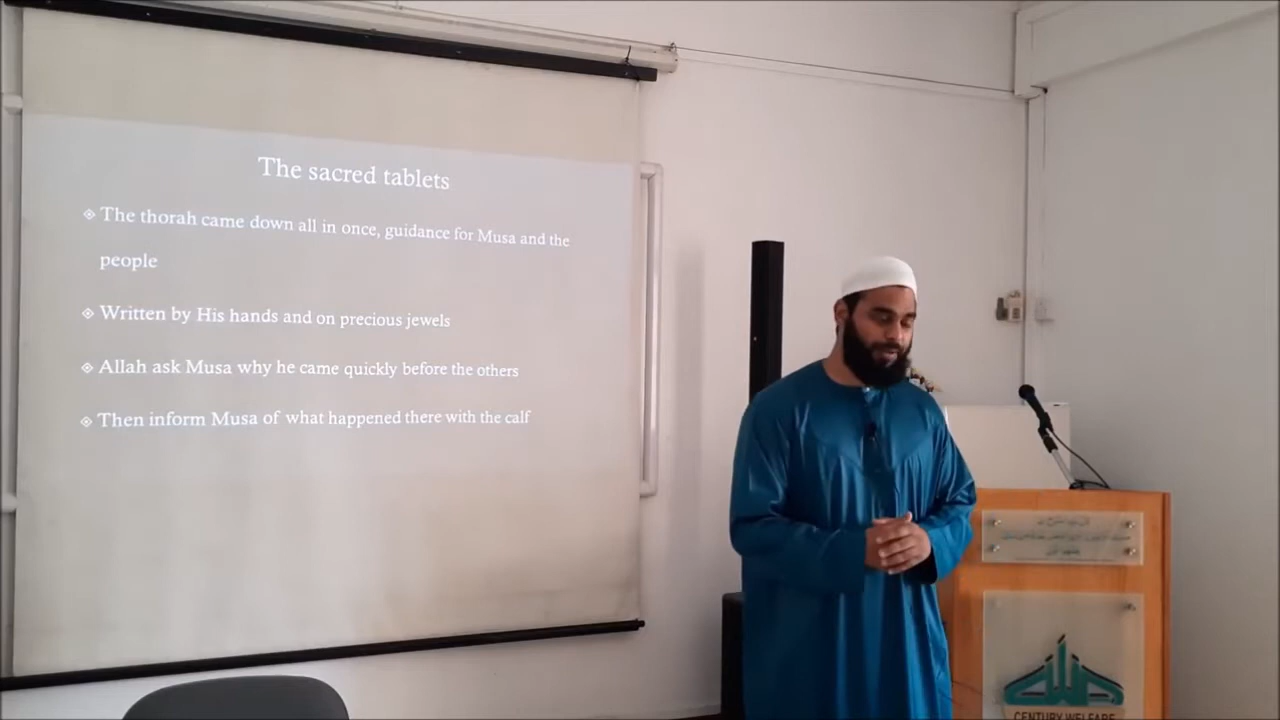 The sacred tablets
The thorah came down all in once, guidance for Musa and the
people
Written by His hands and on precious jewels
Allah ask Musa why he came quickly before the others
Then inform Musa of what happened there with the calf
CENTURY WELFARE